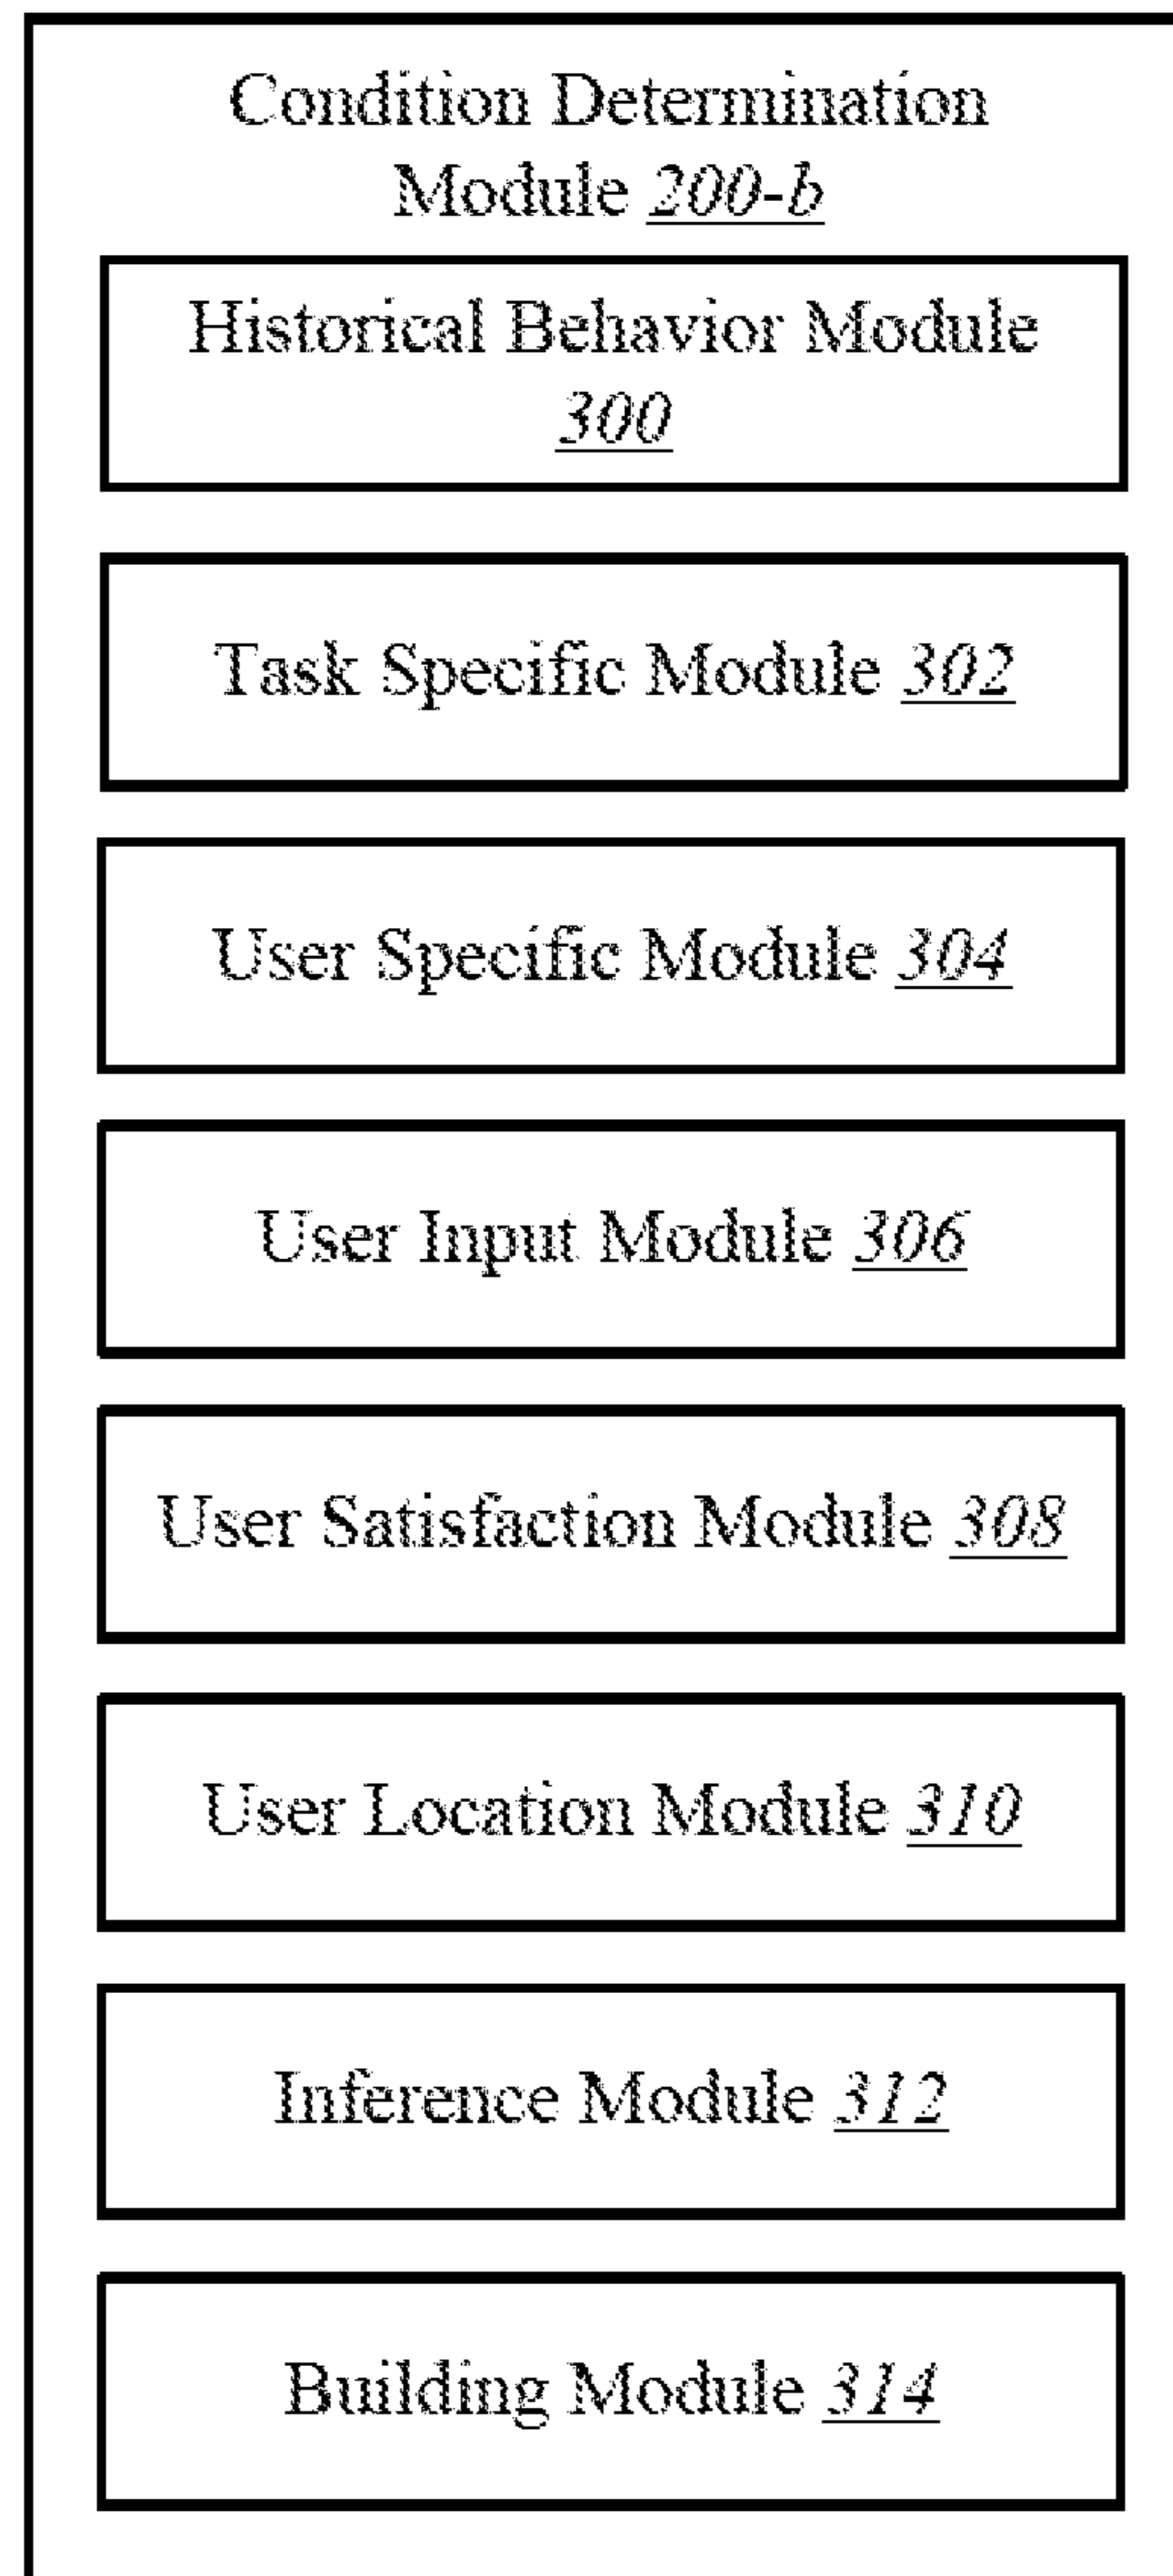 Condition Determination
Module 200-b
Historical Behavior Module
300
Task Specific Module 302
User Specific Module 304
User Input Module 306
User Satisfaction Module 308
User Location Module 310
Inference Module 312
Building Module 314